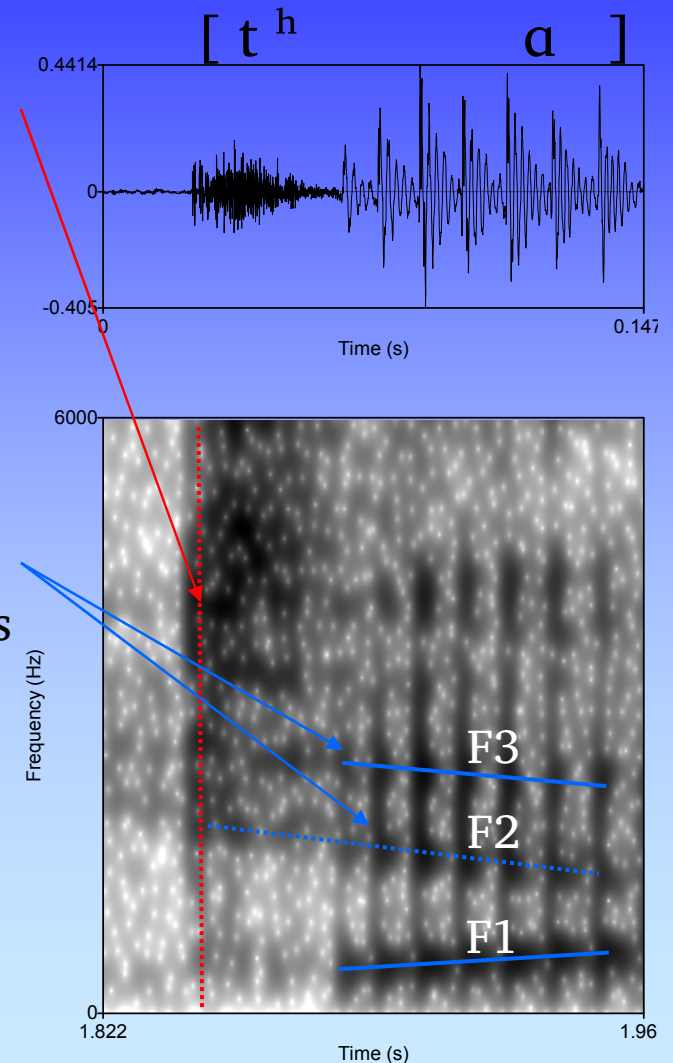 [ tʰ ɑ ]
0.4414
0
-0.405
0 0.147
Time (s)
6000
s
Frequency (Hz)
F3
F2
F1
0
1.822 1.96
Time (s)